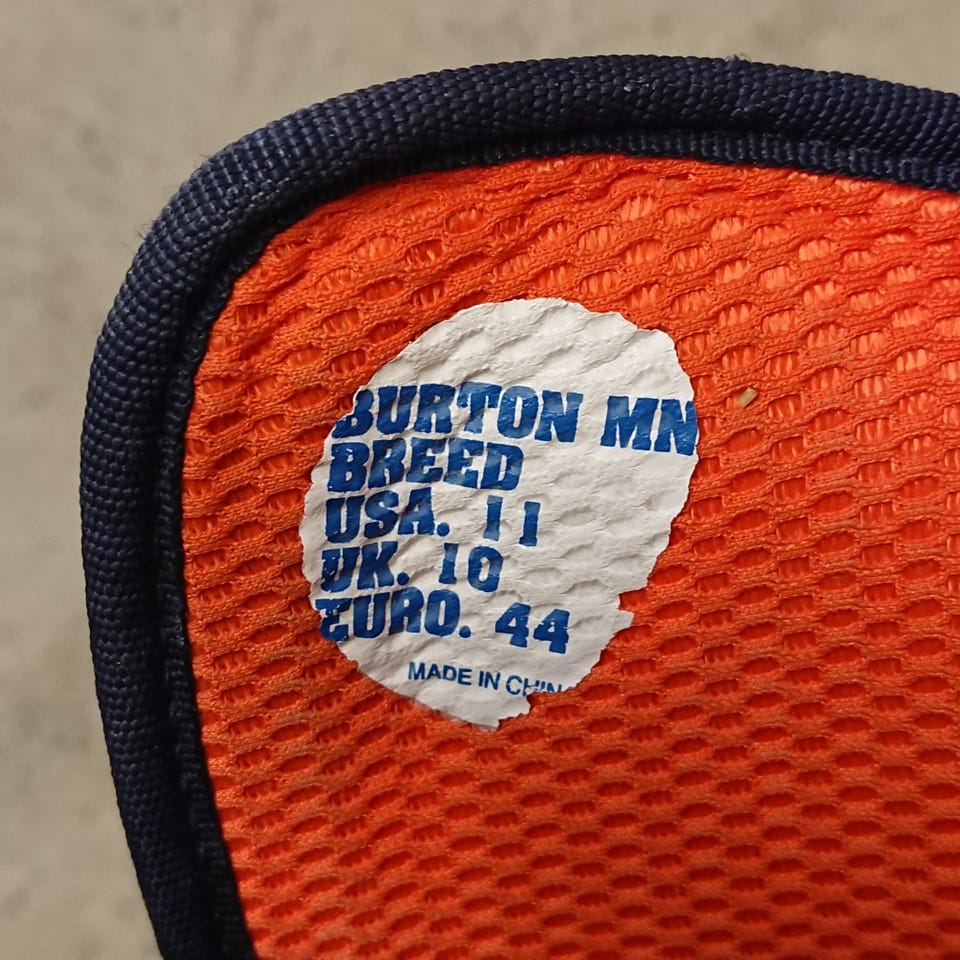 BURTON MN
BREED
USA. 11
UK. 10
EURO. 44
MADE IN CHIN